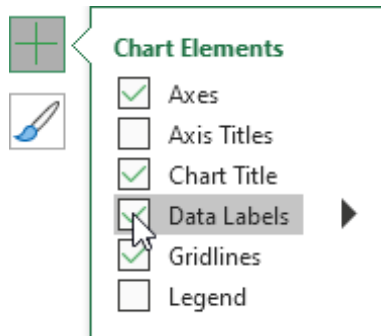 Chart Elements
Axes
Axis Titles
Chart Title
Data Labels
Gridlines
Legend